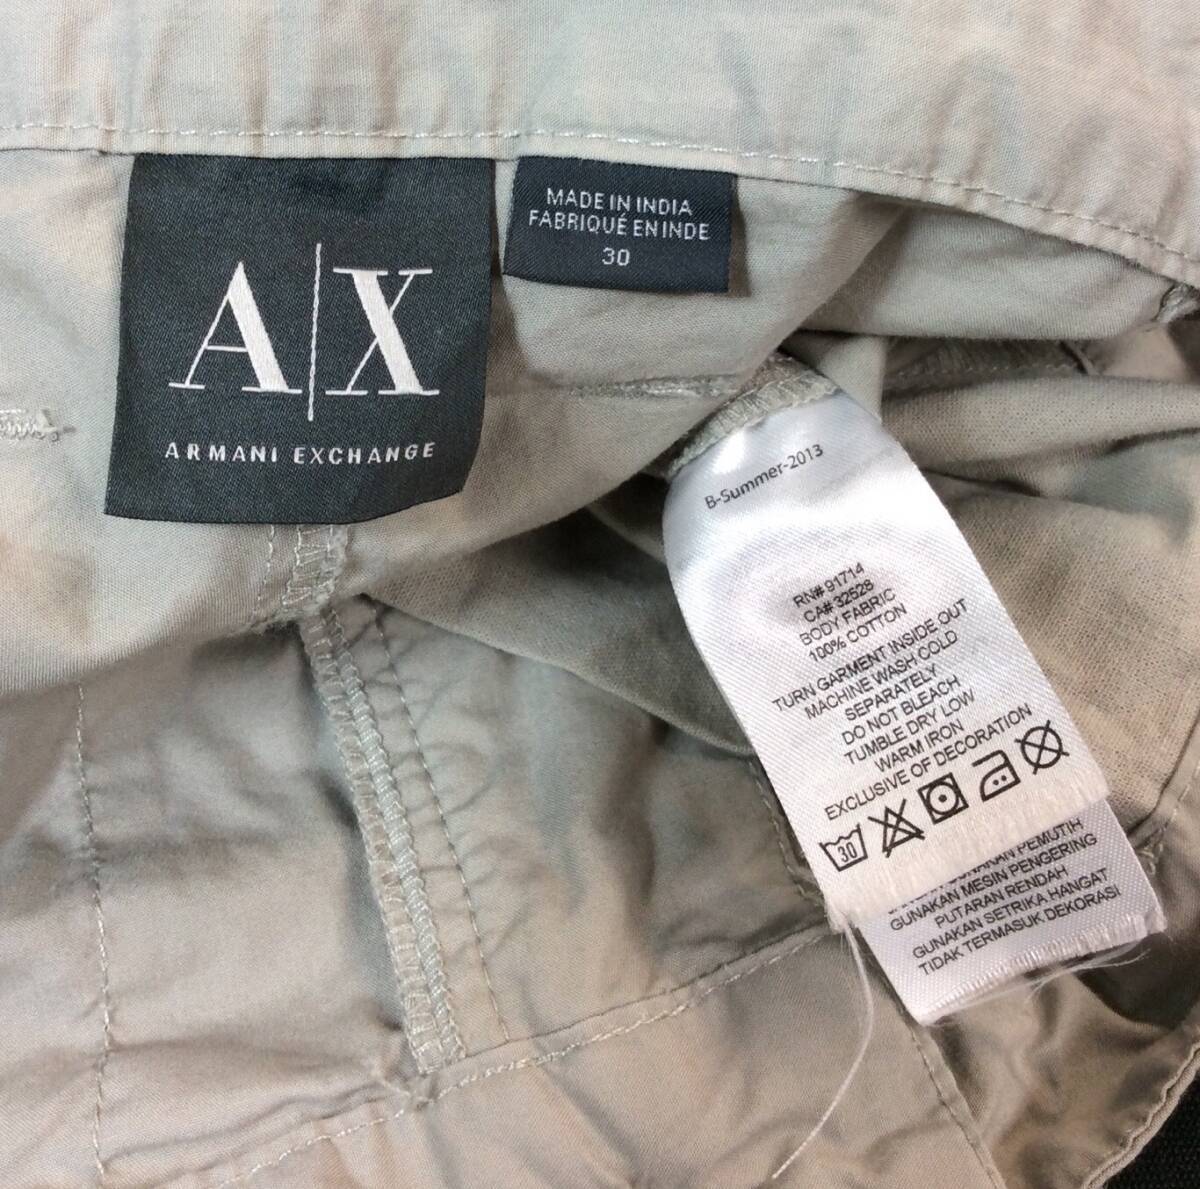 A|X
ARMANI EXCHANGE
MADE IN INDIA
FABRIQUÉ EN INDE
30
B-Summer-2013
RN# 91714
CA# 32528
BODY FABRIC
100% COTTON
TURN GARMENT INSIDE OUT
MACHINE WASH COLD
SEPARATELY
DO NOT BLEACH
TUMBLE DRY LOW
WARM IRON
EXCLUSIVE OF DECORATION
30
PEMUTIH
GUNAKAN MESIN PENGERING
PUTARAN RENDAH
GUNAKAN SETRIKA HANGAT
TIDAK TERMASUK DEKORASI